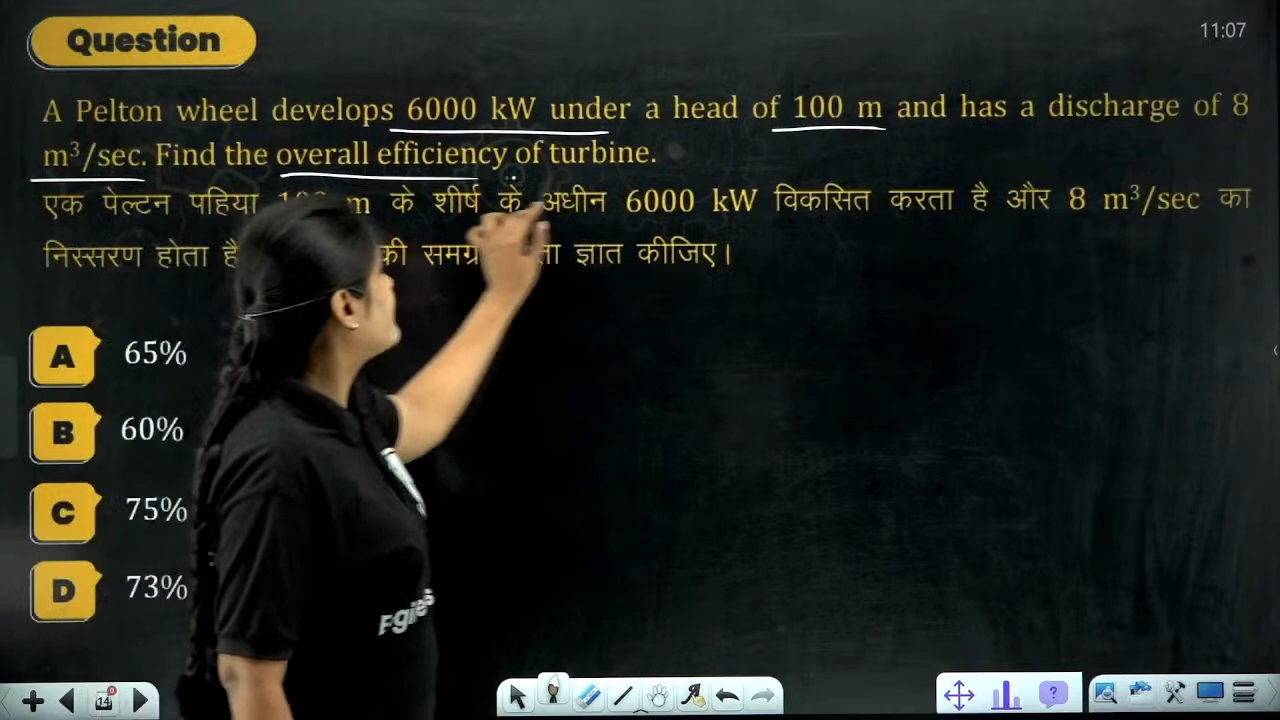 Question
11:07
A Pelton wheel develops 6000 kW under a head of 100 m and has a discharge of 8
m³/sec. Find the overall efficiency of turbine.
एक पेल्टन पहिया m के शीर्ष के अधीन 6000 kW विकसित करता है और 8 m³/sec का
निस्सरण होता की ज्ञात कीजिए।
A 65%
B 60%
C 75%
D 73%
14